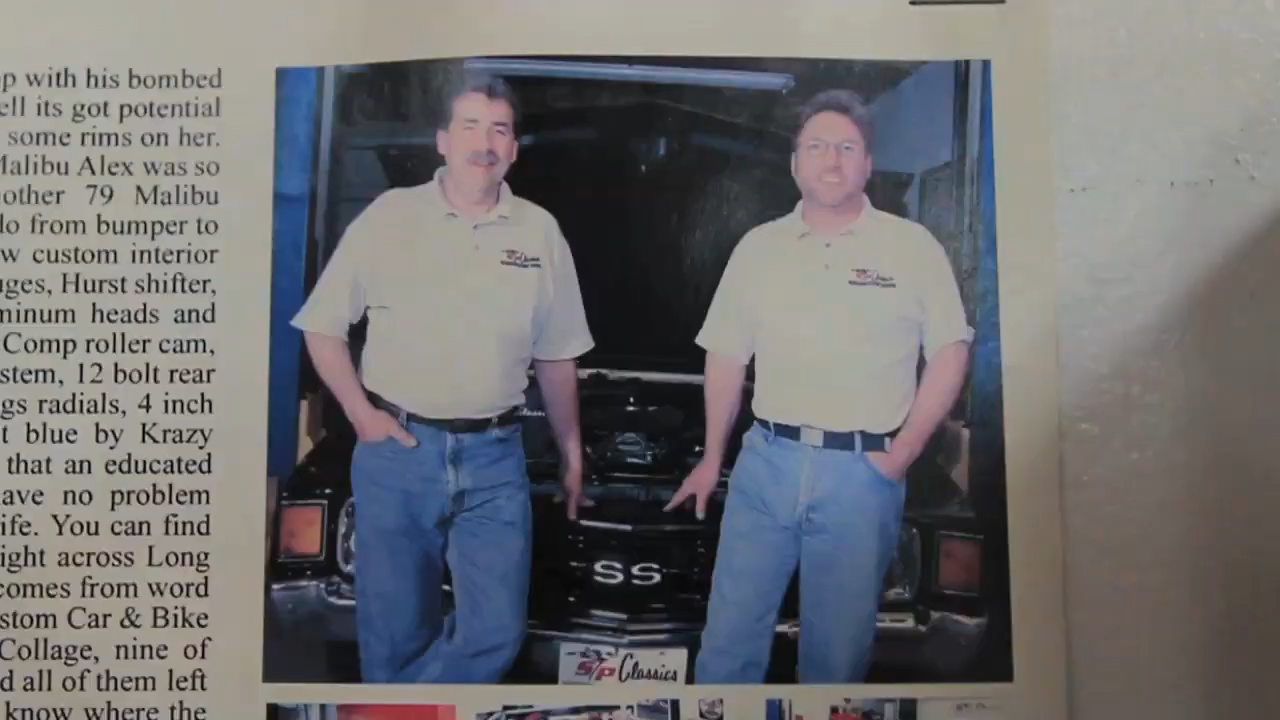 p with his bombed
ell its got potential
some rims on her.
Malibu Alex was so
other 79 Malibu
lo from bumper to
w custom interior
uges, Hurst shifter,
minum heads and
Comp roller cam,
stem, 12 bolt rear
gs radials, 4 inch
t blue by Krazy
that an educated
ave no problem
ife. You can find
ight across Long
comes from word
stom Car & Bike
Collage, nine of
d all of them left
know where the
SS
S/P Classics